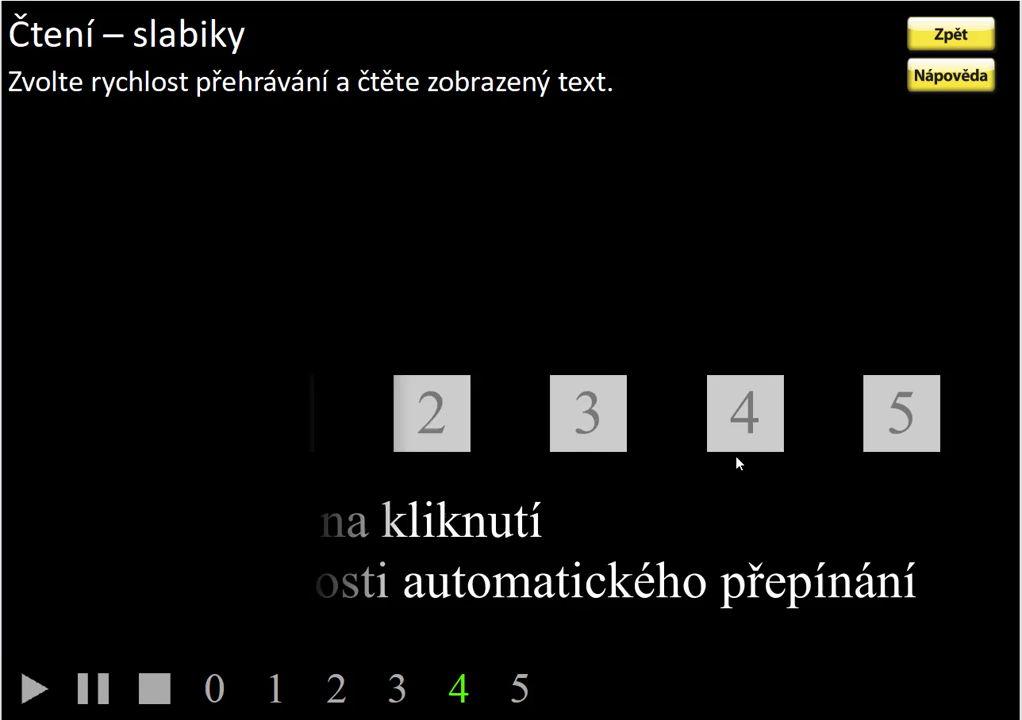 Čtení – slabiky
Zpět
Zvolte rychlost přehrávání a čtěte zobrazený text.
Nápověda
2 3 4 5
na kliknutí
osti automatického přepínání
0 1 2 3 4 5